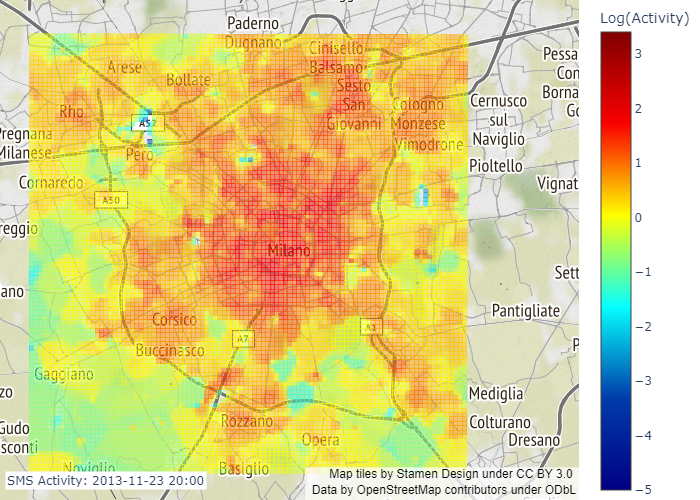 Paderno
Dugnano
Log(Activity)
Cinisello
Balsamo
Arese
Bollate
Sesto
San
Giovanni
Pessa
Con
Borna
Go
Rho
A52
Cologno
Monzese
Cernusco
sul
Naviglio
Pregnana
Milanese
Pero
Vimodrone
Pioltello
Cornaredo
Vignat
A50
reggio
Milano
Sett
ano
Pantigliate
Corsico
A1
A7
Buccinasco
P
Gaggiano
zo
Mediglia
Rozzano
Colturano
Gudo
sconti
Opera
Dresano
Noviglio
Basiglio
SMS Activity: 2013-11-23 20:00
Map tiles by Stamen Design under CC BY 3.0
Data by OpenStreetMap contributors under ODbL
3
2
1
0
−1
−2
−3
−4
−5